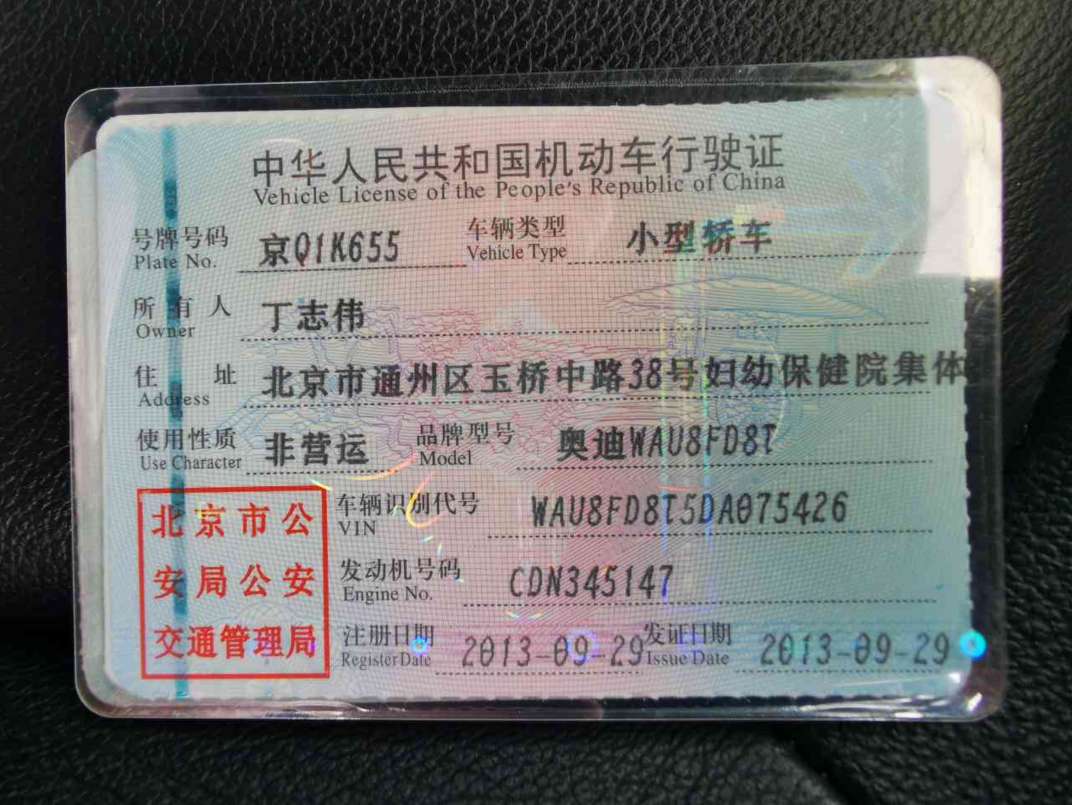 中华人民共和国机动车行驶证
Vehicle License of the People's Republic of China
号牌号码 京Q1K655 车辆类型 小型轿车
Plate No. Vehicle Type
所有人 丁志伟
Owner
住址 北京市通州区玉桥中路38号妇幼保健院集体
Address
使用性质 非营运 品牌型号 奥迪WAU8FD8T
Use Character Model
车辆识别代号 WAU8FD8T5DA075426
VIN
发动机号码 CDN345147
Engine No.
注册日期 2013-09-29 发证日期 2013-09-29
Register Date Issue Date
北京市公
安局公安
交通管理局